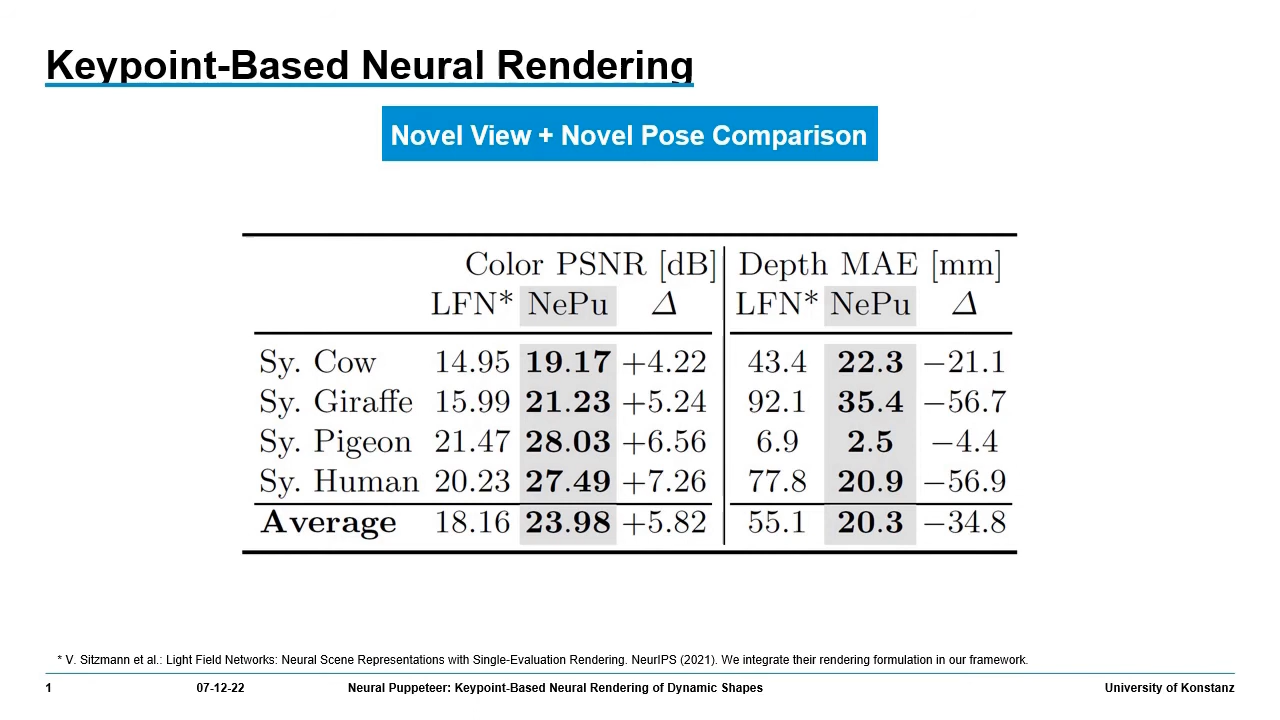 Keypoint-Based Neural Rendering
Novel View + Novel Pose Comparison
Color PSNR [dB] Depth MAE [mm]
LFN* NePu Δ LFN* NePu Δ
Sy. Cow 14.95 19.17 +4.22 43.4 22.3 −21.1
Sy. Giraffe 15.99 21.23 +5.24 92.1 35.4 −56.7
Sy. Pigeon 21.47 28.03 +6.56 6.9 2.5 −4.4
Sy. Human 20.23 27.49 +7.26 77.8 20.9 −56.9
Average 18.16 23.98 +5.82 55.1 20.3 −34.8
* V. Sitzmann et al.: Light Field Networks: Neural Scene Representations with Single-Evaluation Rendering. NeurIPS (2021). We integrate their rendering formulation in our framework.
1 07-12-22 Neural Puppeteer: Keypoint-Based Neural Rendering of Dynamic Shapes University of Konstanz